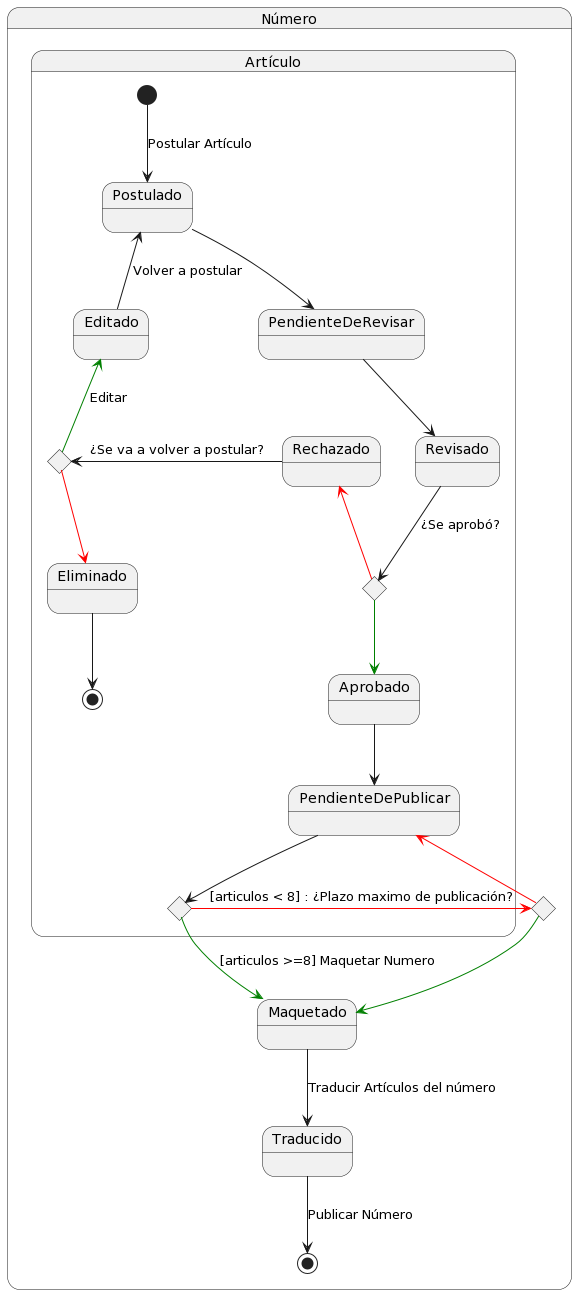 Número
Artículo
Postular Artículo
Postulado
Volver a postular
Editado
PendienteDeRevisar
Editar
¿Se va a volver a postular?
Rechazado
Revisado
¿Se aprobó?
Eliminado
Aprobado
PendienteDePublicar
[articulos < 8] : ¿Plazo maximo de publicación?
[articulos >=8] Maquetar Numero
Maquetado
Traducir Artículos del número
Traducido
Publicar Número